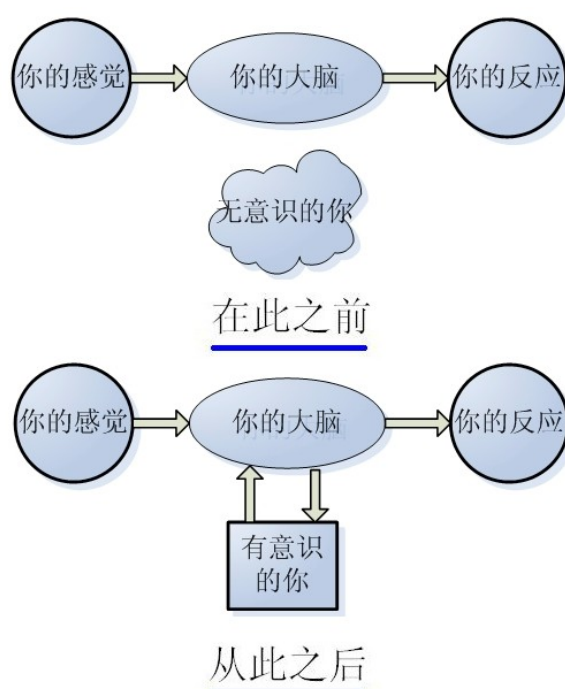 你的感觉
你的大脑
你的反应
无意识的你
在此之前
你的感觉
你的大脑
你的反应
有意识
的你
从此之后